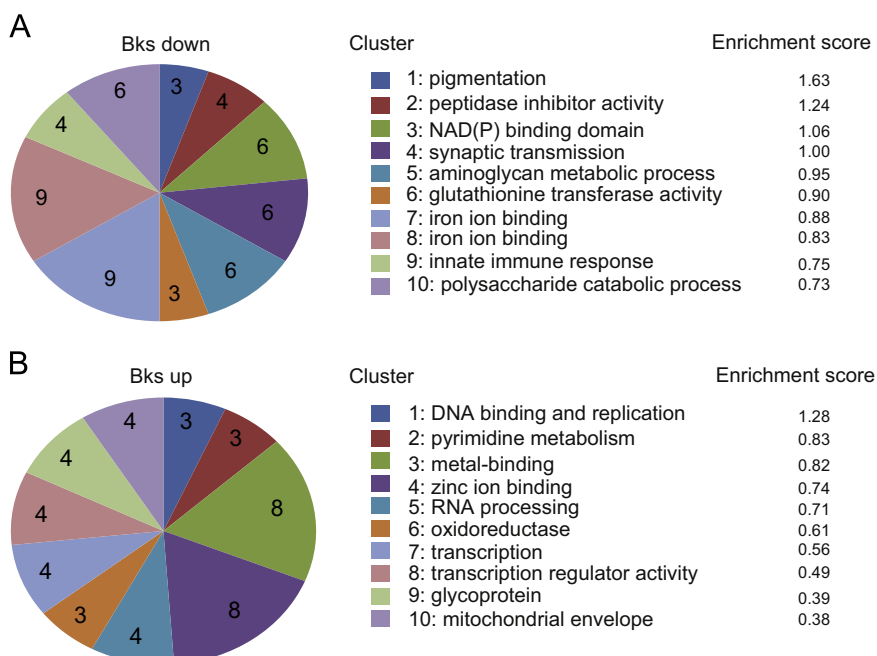 A
Bks down
Cluster
Enrichment score
3
4
6
6
6
3
9
9
4
6
1: pigmentation 1.63
2: peptidase inhibitor activity 1.24
3: NAD(P) binding domain 1.06
4: synaptic transmission 1.00
5: aminoglycan metabolic process 0.95
6: glutathionine transferase activity 0.90
7: iron ion binding 0.88
8: iron ion binding 0.83
9: innate immune response 0.75
10: polysaccharide catabolic process 0.73
B
Bks up
Cluster
Enrichment score
3
3
8
8
4
3
4
4
4
4
1: DNA binding and replication 1.28
2: pyrimidine metabolism 0.83
3: metal-binding 0.82
4: zinc ion binding 0.74
5: RNA processing 0.71
6: oxidoreductase 0.61
7: transcription 0.56
8: transcription regulator activity 0.49
9: glycoprotein 0.39
10: mitochondrial envelope 0.38